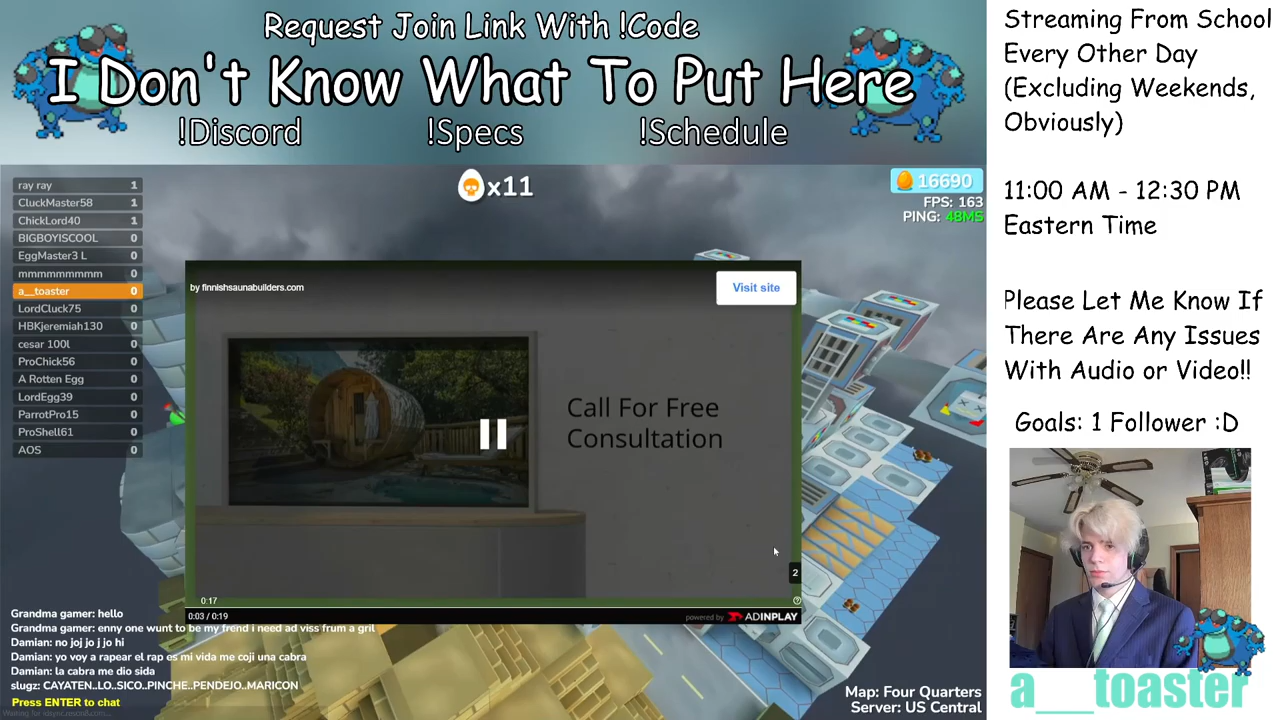 Request Join Link With !Code
I Don't Know What To Put Here
!Discord !Specs !Schedule
Streaming From School
Every Other Day
(Excluding Weekends,
Obviously)
11:00 AM - 12:30 PM
Eastern Time
Please Let Me Know If
There Are Any Issues
With Audio or Video!!
Goals: 1 Follower :D
a__toaster
x11
16690
FPS: 163
PING: 48MS
ray ray 1
CluckMaster58 1
ChickLord40 1
BIGBOYISCOOL 0
EggMaster3 L 0
mmmmmmmmm 0
a__toaster 0
LordCluck75 0
HBKjeremiah130 0
cesar 100l 0
ProChick56 0
A Rotten Egg 0
LordEgg39 0
ParrotPro15 0
ProShell61 0
AOS 0
by finnishsaunabuilders.com
Visit site
Call For Free
Consultation
2
0:17
0:03 / 0:19
powered by ADINPLAY
Grandma gamer: hello
Grandma gamer: enny one wunt to be my frend i need ad viss frum a gril
Damian: no joj jo j jo hi
Damian: yo voy a rapear el rap es mi vida me coji una cabra
Damian: la cabra me dio sida
slugz: CAYATEN..LO..SICO..PINCHE..PENDEJO..MARICON
Press ENTER to chat
Map: Four Quarters
Server: US Central